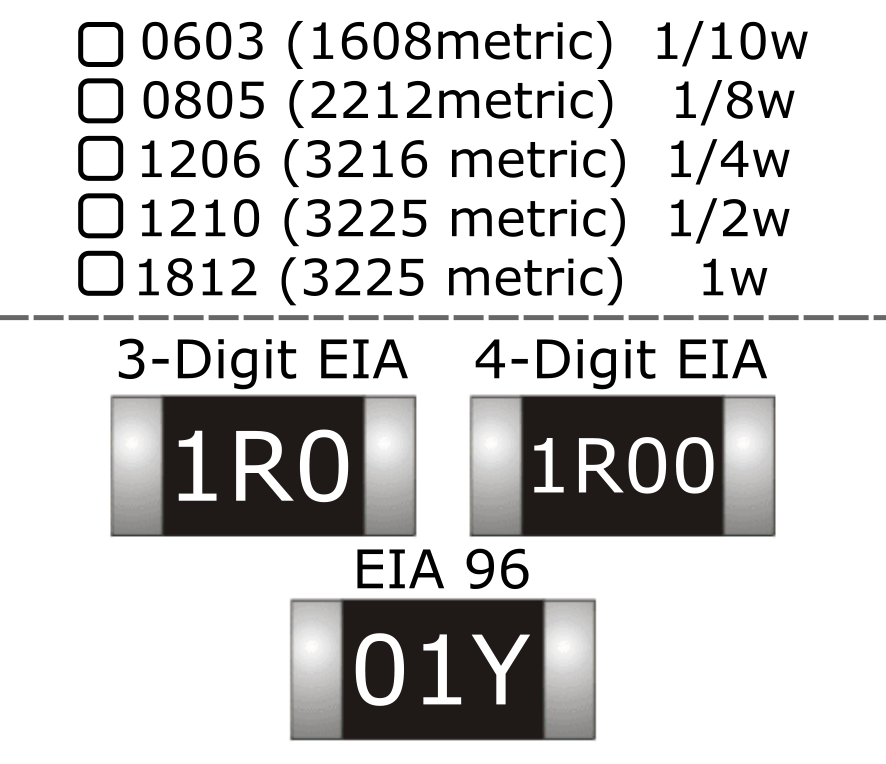 0603 (1608metric) 1/10w
0805 (2212metric) 1/8w
1206 (3216 metric) 1/4w
1210 (3225 metric) 1/2w
1812 (3225 metric) 1w
3-Digit EIA 4-Digit EIA
1R0 1R00
EIA 96
01Y